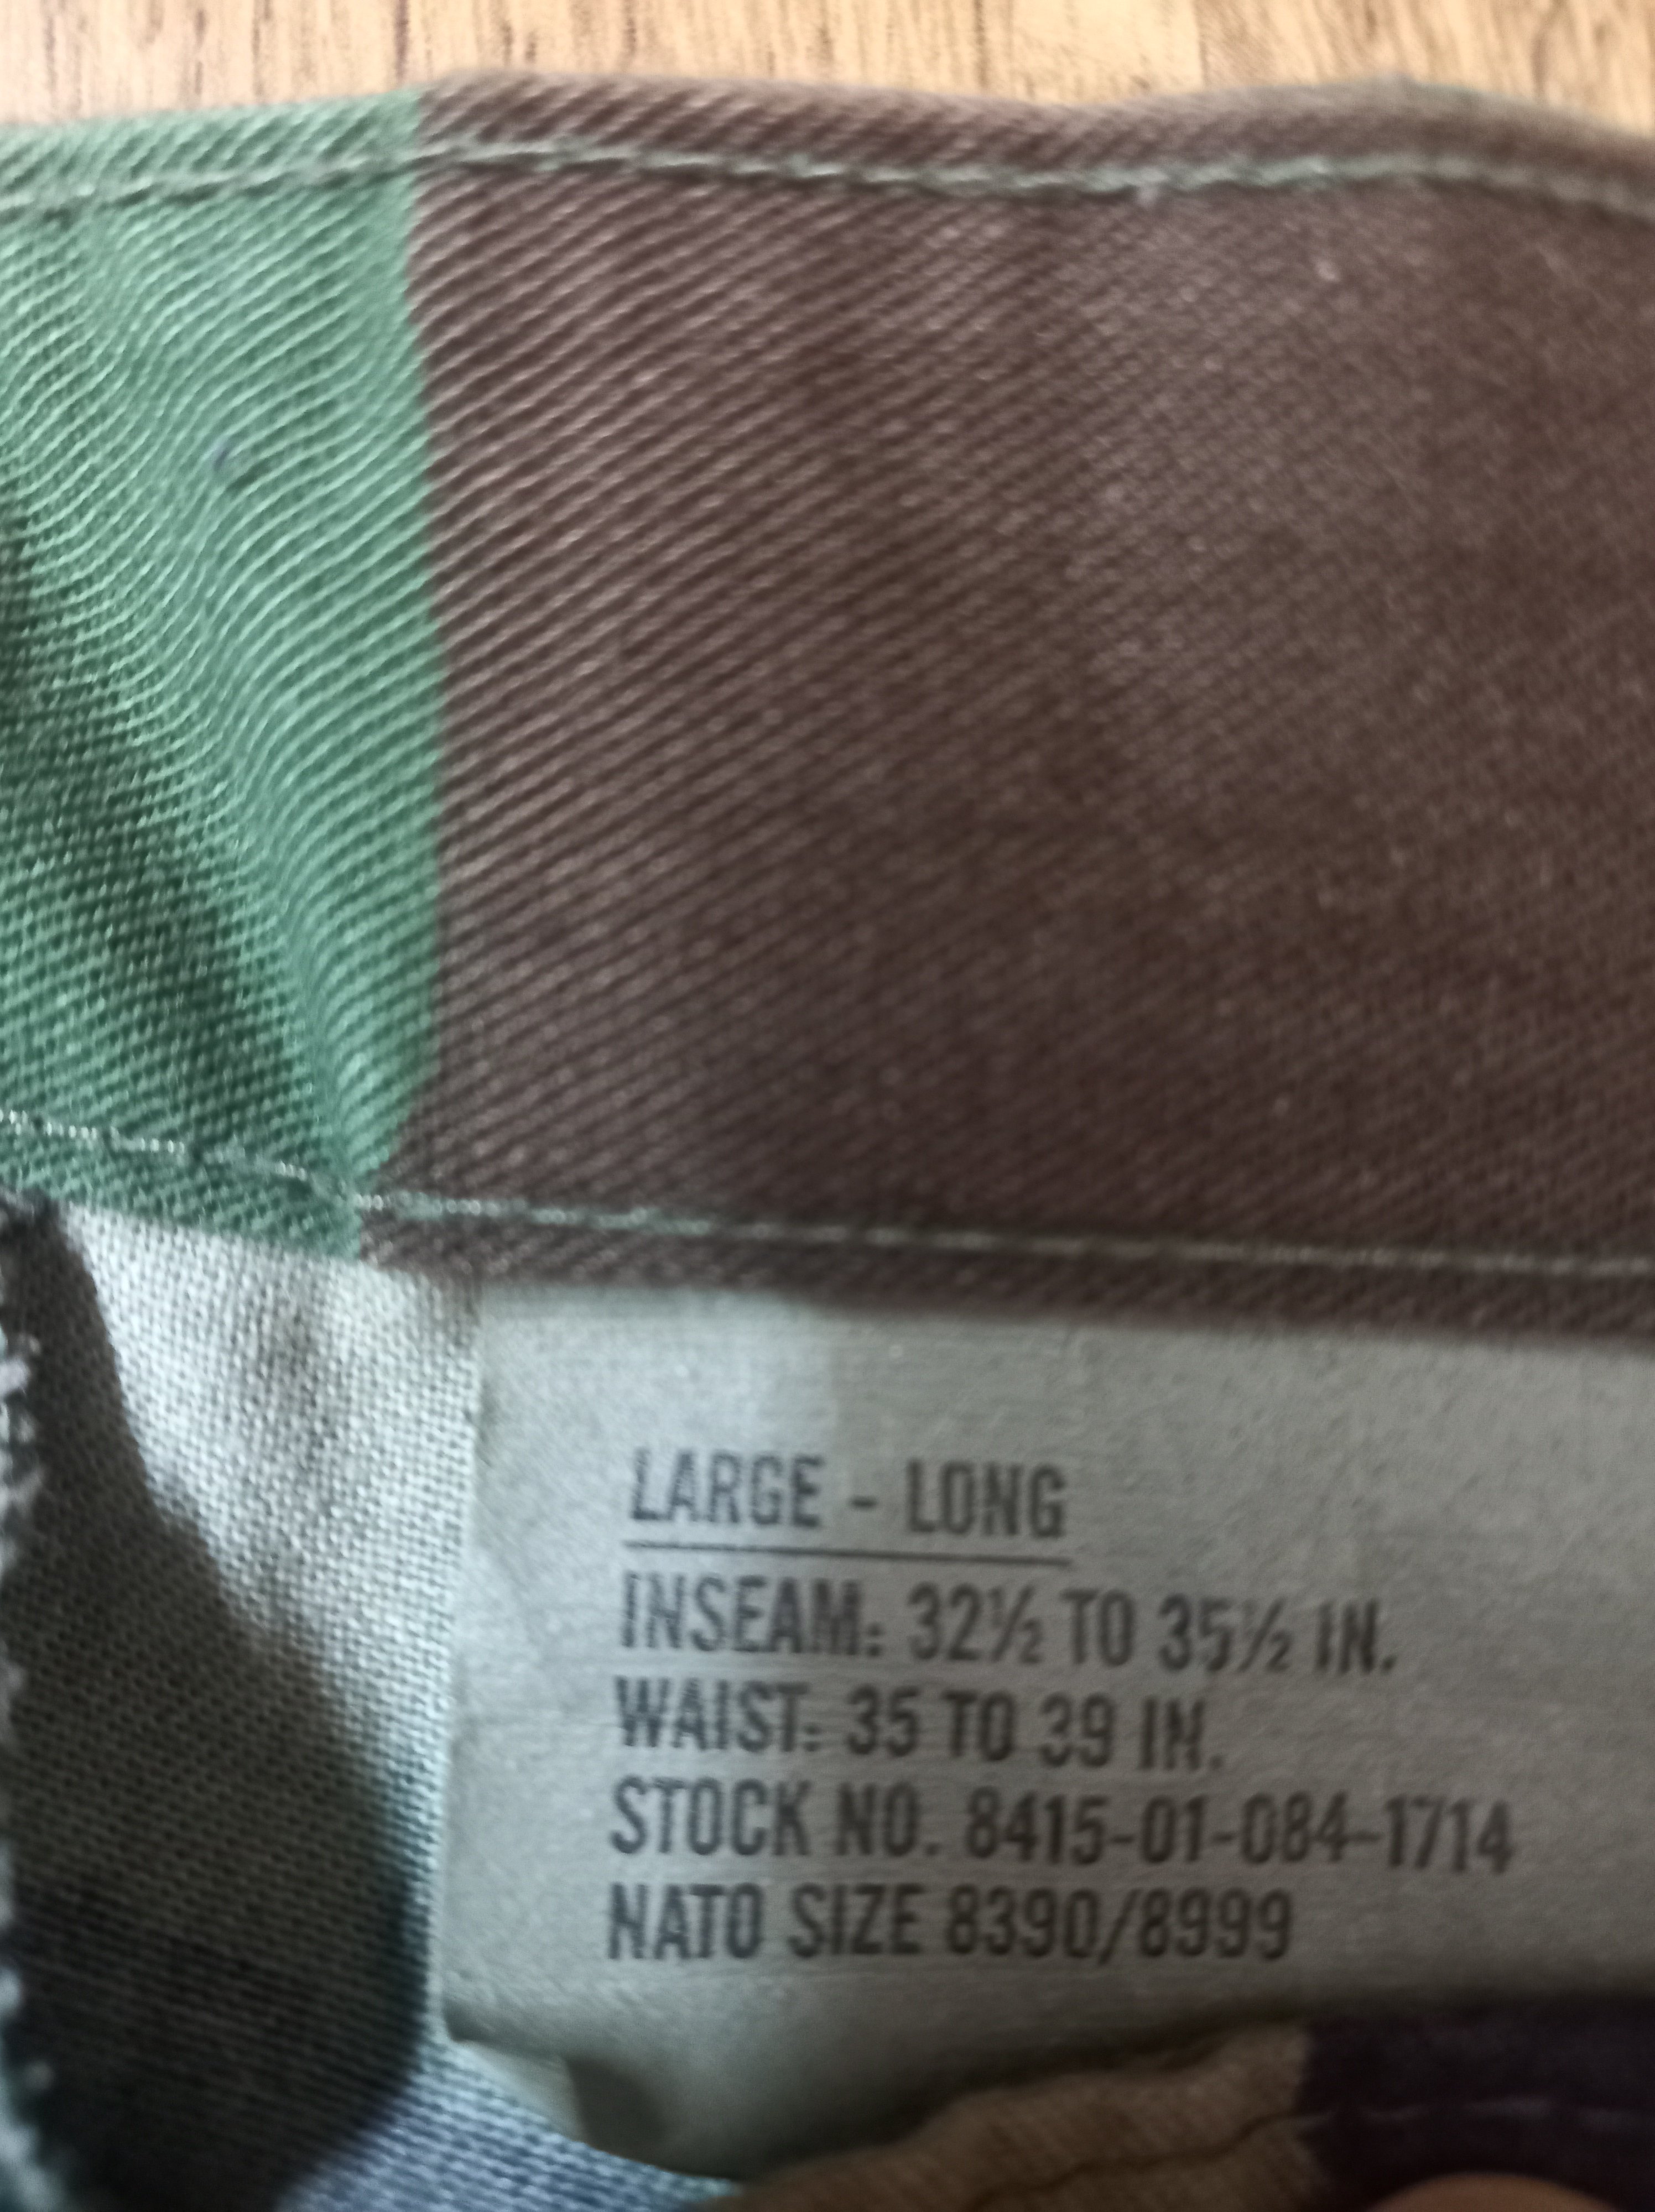 LARGE - LONG
INSEAM: 32½ TO 35½ IN.
WAIST: 35 TO 39 IN.
STOCK NO. 8415-01-084-1714
NATO SIZE 8390/8999